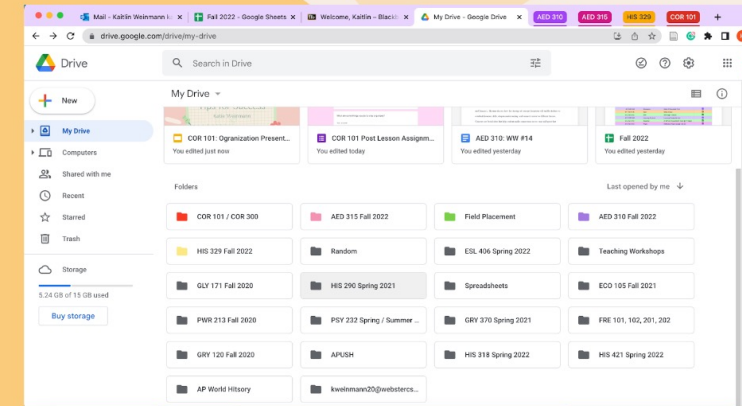 Mail - Kaitlin Weinmann
Fall 2022 - Google Sheets
Welcome, Kaitlin – Blackb
My Drive - Google Drive
AED 310
AED 315
HIS 329
COR 101
drive.google.com/drive/my-drive
Drive
Search in Drive
New
My Drive
My Drive
Computers
Shared with me
Recent
Starred
Trash
Storage
5.24 GB of 15 GB used
Buy storage
COR 101: Ogranization Present...
You edited just now
COR 101 Post Lesson Assignm...
You edited today
AED 310: WW #14
You edited yesterday
Fall 2022
You edited yesterday
Folders
Last opened by me
COR 101 / COR 300
AED 315 Fall 2022
Field Placement
AED 310 Fall 2022
HIS 329 Fall 2022
Random
ESL 406 Spring 2022
Teaching Workshops
GLY 171 Fall 2020
HIS 290 Spring 2021
Spreadsheets
ECO 105 Fall 2021
PWR 213 Fall 2020
PSY 232 Spring / Summer ...
GRY 370 Spring 2021
FRE 101, 102, 201, 202
GRY 120 Fall 2020
APUSH
HIS 318 Spring 2022
HIS 421 Spring 2022
AP World Hitsory
kweinmann20@webstercs...